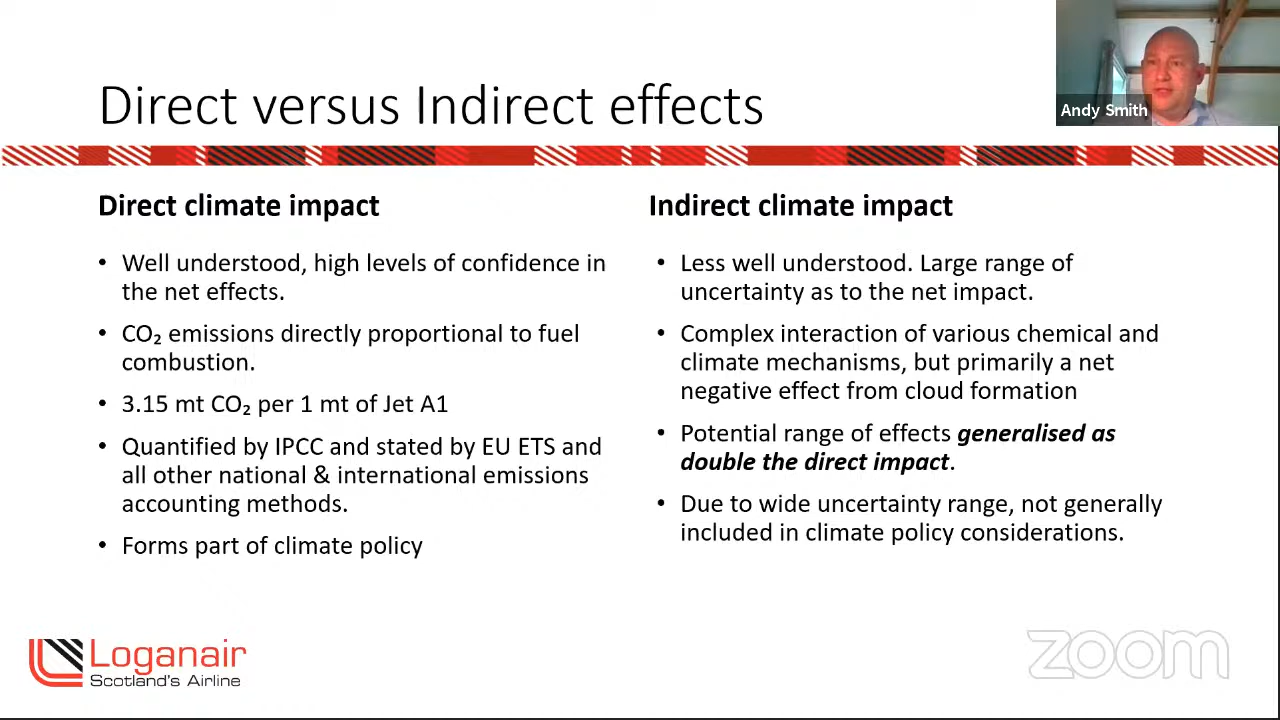 Direct versus Indirect effects
Andy Smith
Direct climate impact
• Well understood, high levels of confidence in
the net effects.
• CO₂ emissions directly proportional to fuel
combustion.
• 3.15 mt CO₂ per 1 mt of Jet A1
• Quantified by IPCC and stated by EU ETS and
all other national & international emissions
accounting methods.
• Forms part of climate policy
Indirect climate impact
• Less well understood. Large range of
uncertainty as to the net impact.
• Complex interaction of various chemical and
climate mechanisms, but primarily a net
negative effect from cloud formation
• Potential range of effects generalised as
double the direct impact.
• Due to wide uncertainty range, not generally
included in climate policy considerations.
Loganair
Scotland's Airline
zoom